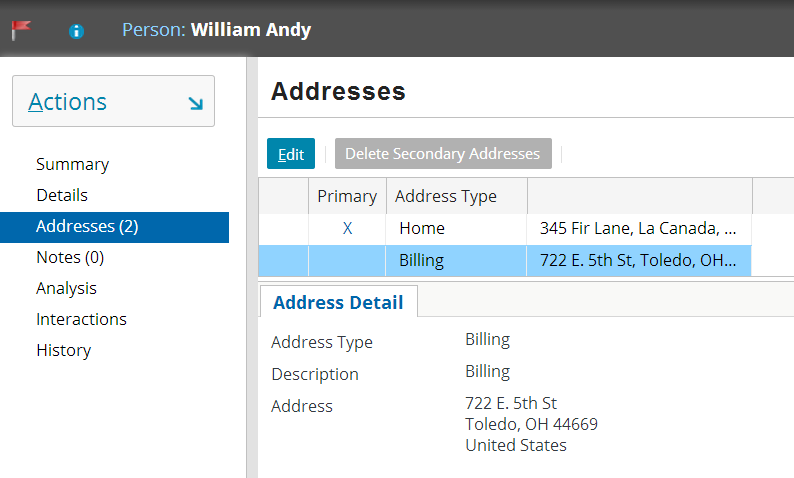 Person: William Andy
Actions
Summary
Details
Addresses (2)
Notes (0)
Analysis
Interactions
History
Addresses
Edit Delete Secondary Addresses
Primary Address Type
X Home 345 Fir Lane, La Canada, ...
Billing 722 E. 5th St, Toledo, OH...
Address Detail
Address Type Billing
Description Billing
Address 722 E. 5th St
Toledo, OH 44669
United States